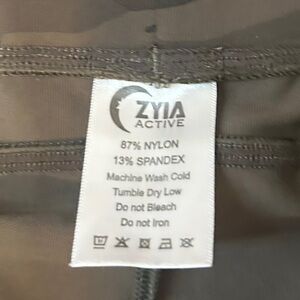 ZYIA
ACTIVE
87% NYLON
13% SPANDEX
Machine Wash Cold
Tumble Dry Low
Do not Bleach
Do not Iron